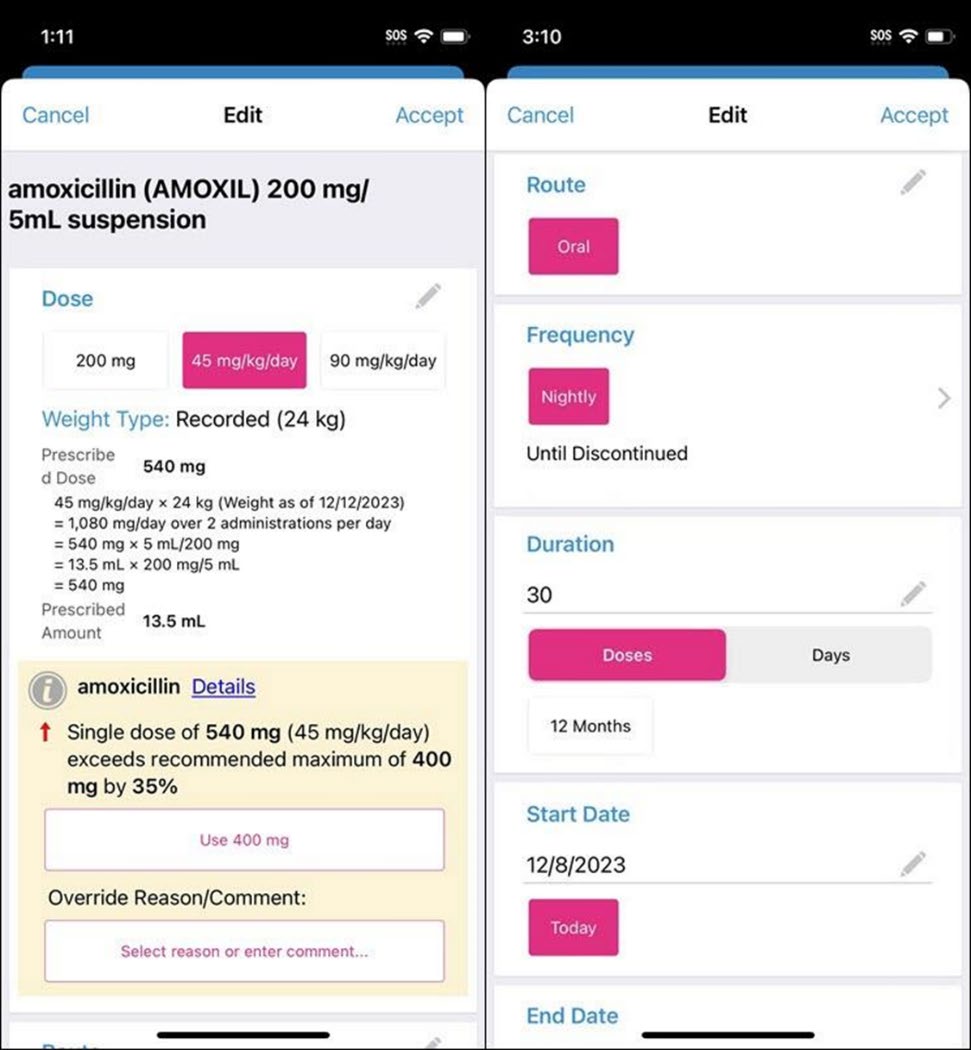 1:11
SOS
Cancel
Edit
Accept
amoxicillin (AMOXIL) 200 mg/
5mL suspension
Dose
200 mg
45 mg/kg/day
90 mg/kg/day
Weight Type: Recorded (24 kg)
Prescribe
d Dose
540 mg
45 mg/kg/day × 24 kg (Weight as of 12/12/2023)
= 1,080 mg/day over 2 administrations per day
= 540 mg × 5 mL/200 mg
= 13.5 mL × 200 mg/5 mL
= 540 mg
Prescribed
Amount
13.5 mL
amoxicillin Details
Single dose of 540 mg (45 mg/kg/day)
exceeds recommended maximum of 400
mg by 35%
Use 400 mg
Override Reason/Comment:
Select reason or enter comment...
3:10
SOS
Cancel
Edit
Accept
Route
Oral
Frequency
Nightly
Until Discontinued
Duration
30
Doses
Days
12 Months
Start Date
12/8/2023
Today
End Date